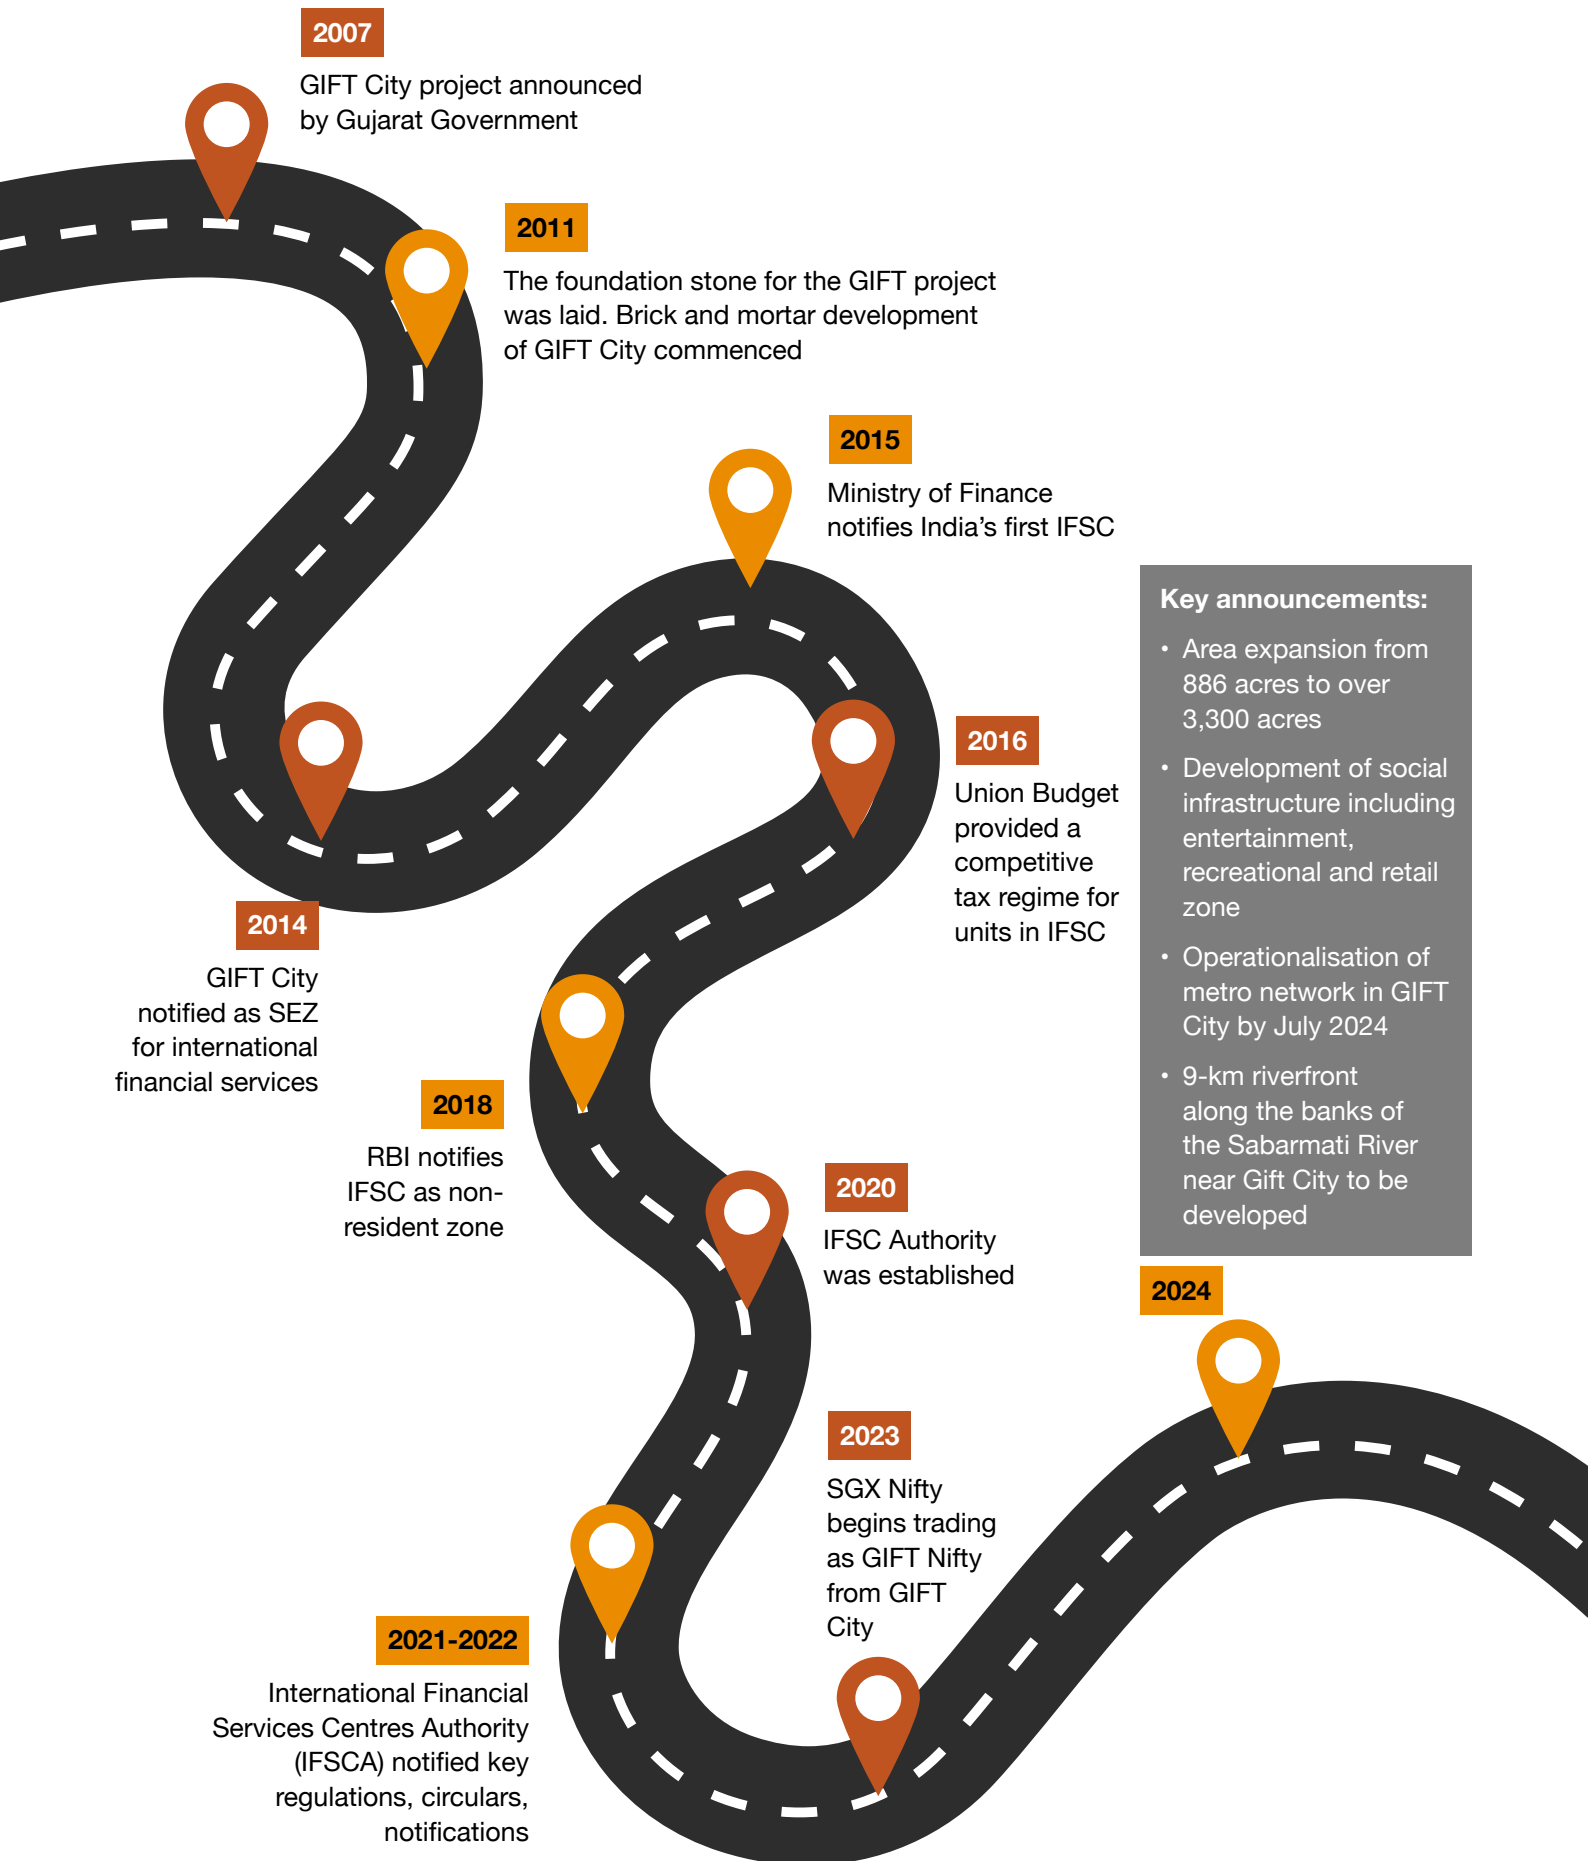 2007
GIFT City project announced
by Gujarat Government
2011
The foundation stone for the GIFT project
was laid. Brick and mortar development
of GIFT City commenced
2014
GIFT City
notified as SEZ
for international
financial services
2015
Ministry of Finance
notifies India’s first IFSC
2016
Union Budget
provided a
competitive
tax regime for
units in IFSC
2018
RBI notifies
IFSC as non-
resident zone
2020
IFSC Authority
was established
2021-2022
International Financial
Services Centres Authority
(IFSCA) notified key
regulations, circulars,
notifications
2023
SGX Nifty
begins trading
as GIFT Nifty
from GIFT
City
Key announcements:
• Area expansion from
886 acres to over
3,300 acres
• Development of social
infrastructure including
entertainment,
recreational and retail
zone
• Operationalisation of
metro network in GIFT
City by July 2024
• 9-km riverfront
along the banks of
the Sabarmati River
near Gift City to be
developed
2024